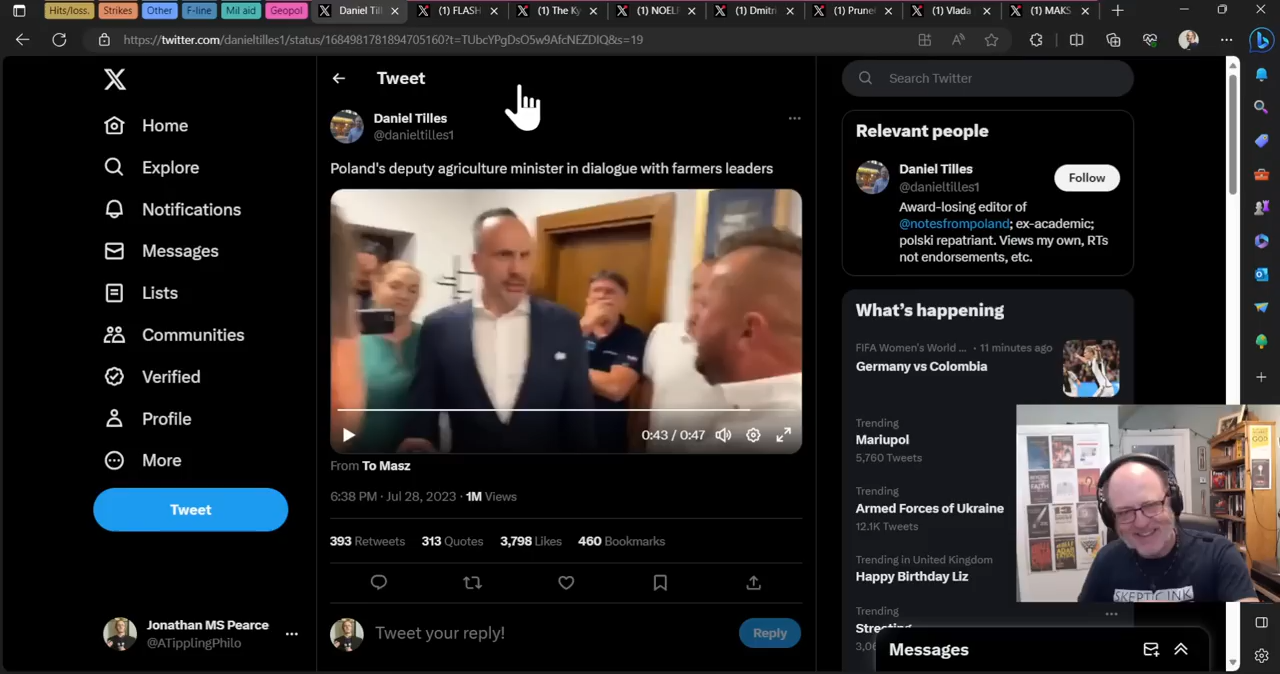 Hits/loss.
Strikes
Other
F-line
Mil aid
Geopol
Daniel Til
(1) FLASH
(1) The Ky
(1) NOELF
(1) Dmitri
(1) Prune
(1) Vlada
(1) MAKS
https://twitter.com/danieltilles1/status/1684981781894705160?t=TUbcYPgDsO5w9AfcNEZDIQ&s=19
Home
Explore
Notifications
Messages
Lists
Communities
Verified
Profile
More
Tweet
Jonathan MS Pearce
@ATipplingPhilo
Tweet
Daniel Tilles
@danieltilles1
Poland's deputy agriculture minister in dialogue with farmers leaders
0:43 / 0:47
From To Masz
6:38 PM · Jul 28, 2023 · 1M Views
393 Retweets 313 Quotes 3,798 Likes 460 Bookmarks
Tweet your reply!
Reply
Search Twitter
Relevant people
Daniel Tilles
@danieltilles1
Follow
Award-losing editor of
@notesfrompoland; ex-academic;
polski repatriant. Views my own, RTs
not endorsements, etc.
What's happening
FIFA Women's World ... · 11 minutes ago
Germany vs Colombia
Trending
Mariupol
5,760 Tweets
Trending
Armed Forces of Ukraine
12.1K Tweets
Trending in United Kingdom
Happy Birthday Liz
Trending
Messages
SKEPTIC INK